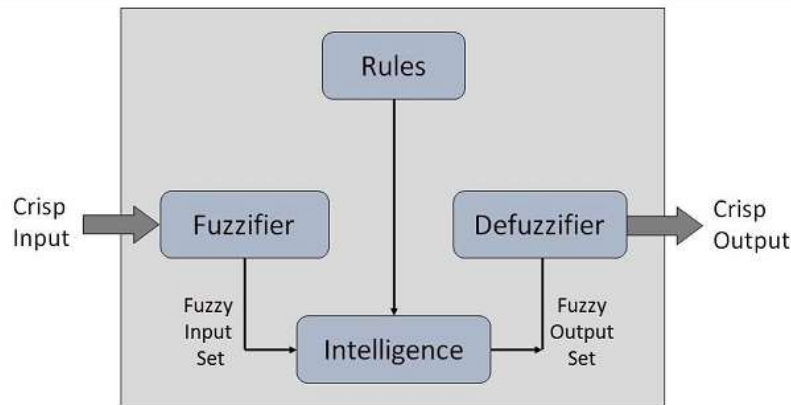 Rules
Crisp
Input
Fuzzifier
Defuzzifier
Crisp
Output
Fuzzy
Input
Set
Intelligence
Fuzzy
Output
Set